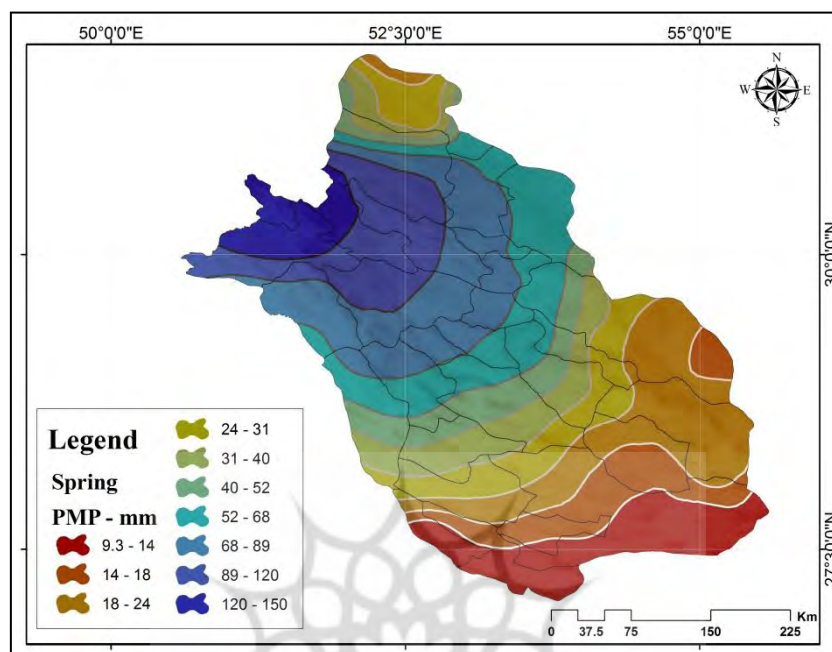 50°0'0"E
52°30'0"E
55°0'0"E
N
W
E
S
30°0'0"N
27°30'0"N
Legend
Spring
PMP - mm
9.3 - 14
14 - 18
18 - 24
24 - 31
31 - 40
40 - 52
52 - 68
68 - 89
89 - 120
120 - 150
Km
0 37.5 75 150 225